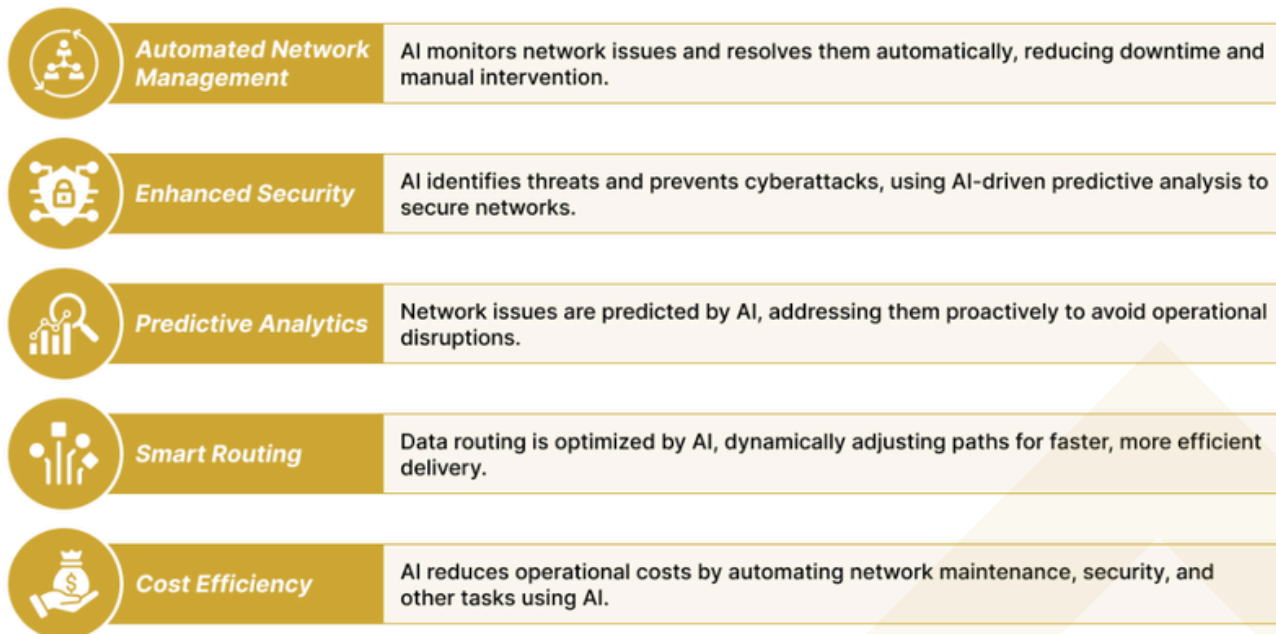 Automated Network
Management
AI monitors network issues and resolves them automatically, reducing downtime and
manual intervention.
Enhanced Security
AI identifies threats and prevents cyberattacks, using AI-driven predictive analysis to
secure networks.
Predictive Analytics
Network issues are predicted by AI, addressing them proactively to avoid operational
disruptions.
Smart Routing
Data routing is optimized by AI, dynamically adjusting paths for faster, more efficient
delivery.
$
Cost Efficiency
AI reduces operational costs by automating network maintenance, security, and
other tasks using AI.